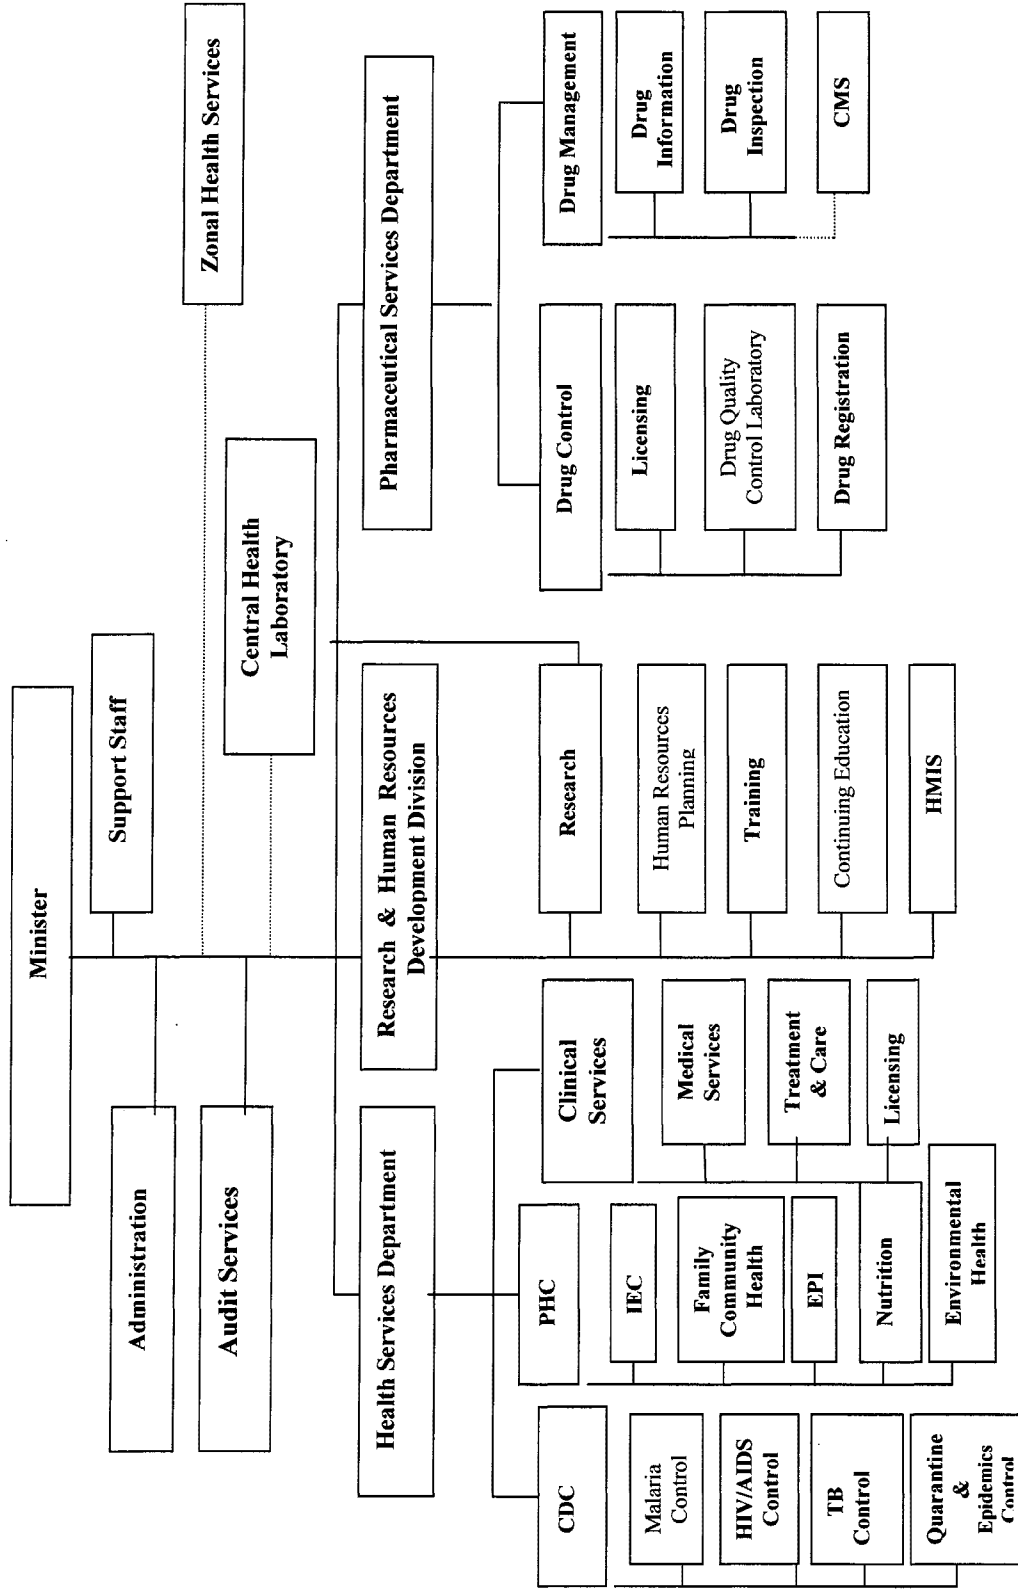 Minister
Support Staff
Administration
Audit Services
Zonal Health Services
Central Health
Laboratory
Health Services Department
Research & Human Resources
Development Division
Pharmaceutical Services Department
CDC
Malaria
Control
HIV/AIDS
Control
TB
Control
Quarantine
&
Epidemics
Control
PHC
IEC
Family
Community
Health
EPI
Nutrition
Environmental
Health
Clinical
Services
Medical
Services
Treatment
& Care
Licensing
Research
Human Resources
Planning
Training
Continuing Education
HMIS
Drug Control
Licensing
Drug Quality
Control Laboratory
Drug Registration
Drug Management
Drug
Information
Drug
Inspection
CMS